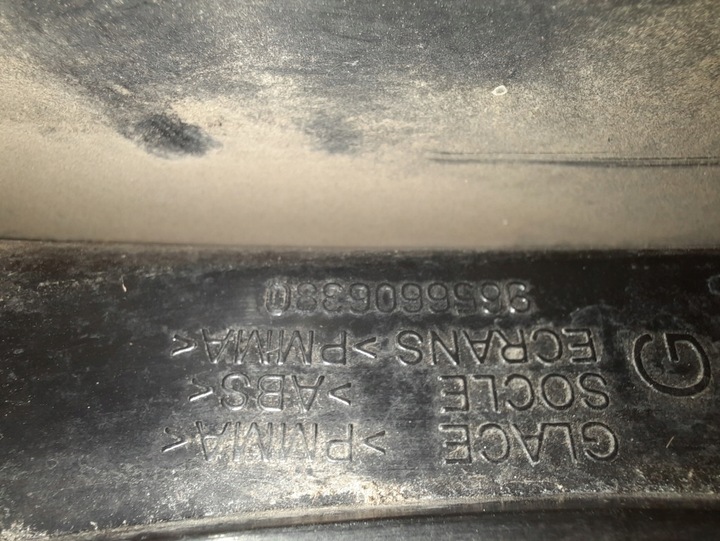 G
GLACE >PMMA<
SOCLE >ABS<
ECRANS >PMMA<
9656606380